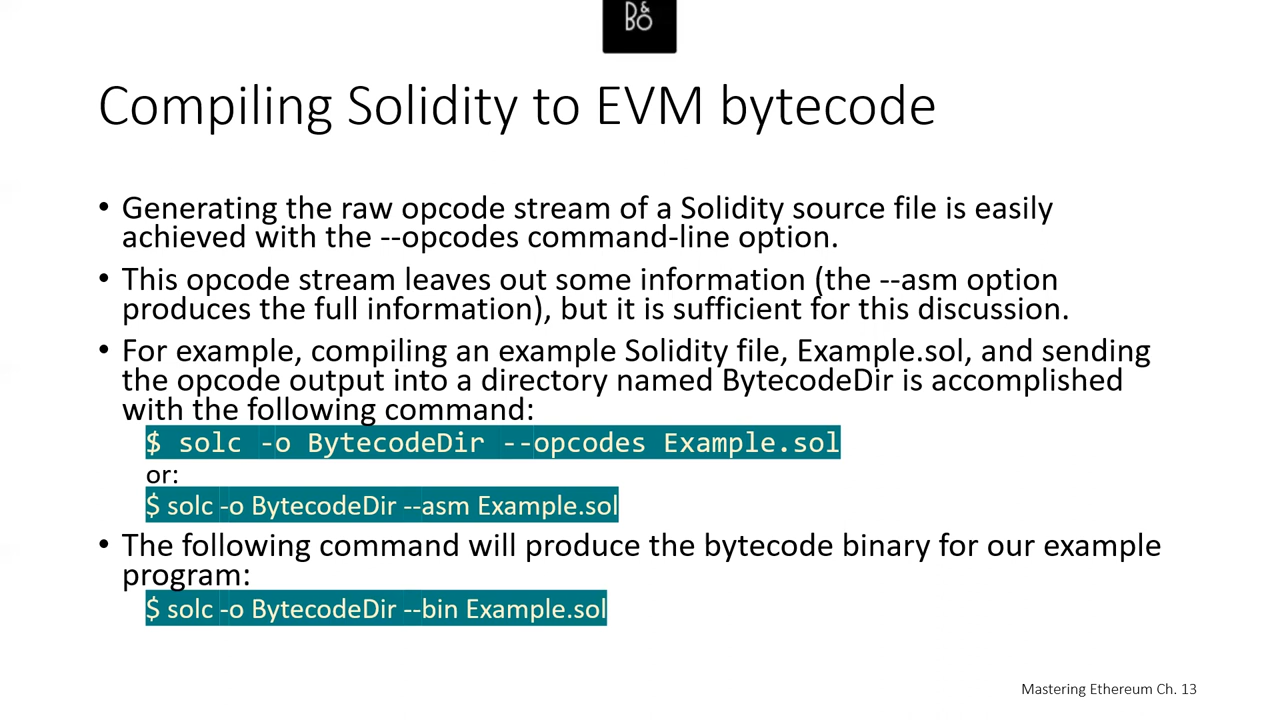 D&
BO
Compiling Solidity to EVM bytecode
• Generating the raw opcode stream of a Solidity source file is easily
achieved with the --opcodes command-line option.
• This opcode stream leaves out some information (the --asm option
produces the full information), but it is sufficient for this discussion.
• For example, compiling an example Solidity file, Example.sol, and sending
the opcode output into a directory named BytecodeDir is accomplished
with the following command:
$ solc -o BytecodeDir --opcodes Example.sol
or:
$ solc -o BytecodeDir --asm Example.sol
• The following command will produce the bytecode binary for our example
program:
$ solc -o BytecodeDir --bin Example.sol
Mastering Ethereum Ch. 13